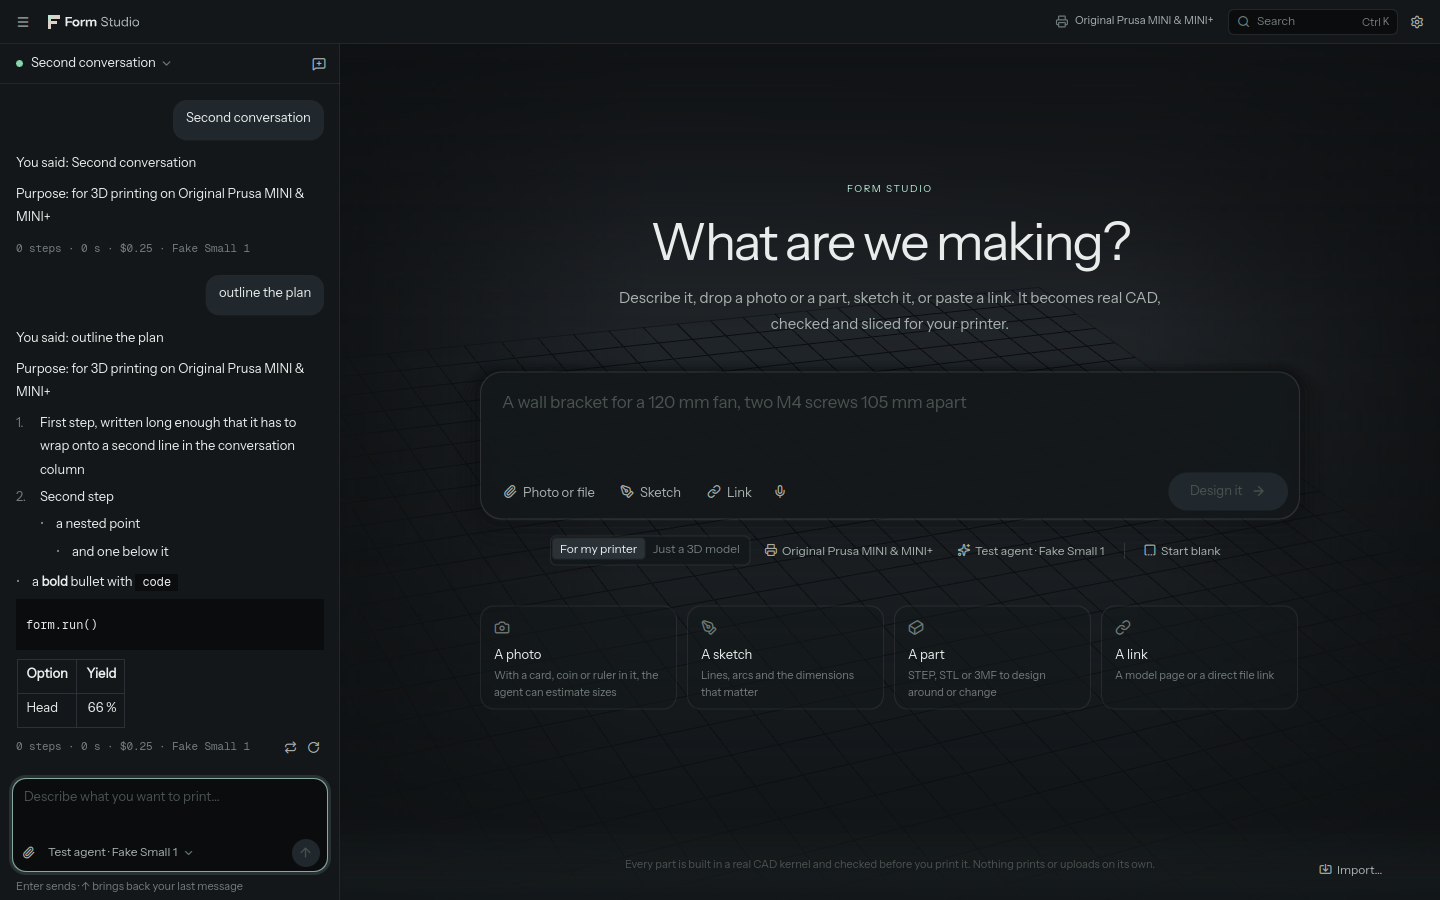 Form Studio
Original Prusa MINI & MINI+
Search
Ctrl K
Second conversation
Second conversation
You said: Second conversation
Purpose: for 3D printing on Original Prusa MINI &
MINI+
0 steps · 0 s · $0.25 · Fake Small 1
outline the plan
You said: outline the plan
Purpose: for 3D printing on Original Prusa MINI &
MINI+
1. First step, written long enough that it has to
wrap onto a second line in the conversation
column
2. Second step
· a nested point
· and one below it
· a bold bullet with code
form.run()
Option Yield
Head 66 %
0 steps · 0 s · $0.25 · Fake Small 1
Describe what you want to print...
Test agent · Fake Small 1
Enter sends · ↑ brings back your last message
FORM STUDIO
What are we making?
Describe it, drop a photo or a part, sketch it, or paste a link. It becomes real CAD,
checked and sliced for your printer.
A wall bracket for a 120 mm fan, two M4 screws 105 mm apart
Photo or file
Sketch
Link
Design it →
For my printer
Just a 3D model
Original Prusa MINI & MINI+
Test agent · Fake Small 1
Start blank
A photo
With a card, coin or ruler in it, the
agent can estimate sizes
A sketch
Lines, arcs and the dimensions
that matter
A part
STEP, STL or 3MF to design
around or change
A link
A model page or a direct file link
Every part is built in a real CAD kernel and checked before you print it. Nothing prints or uploads on its own.
Import...